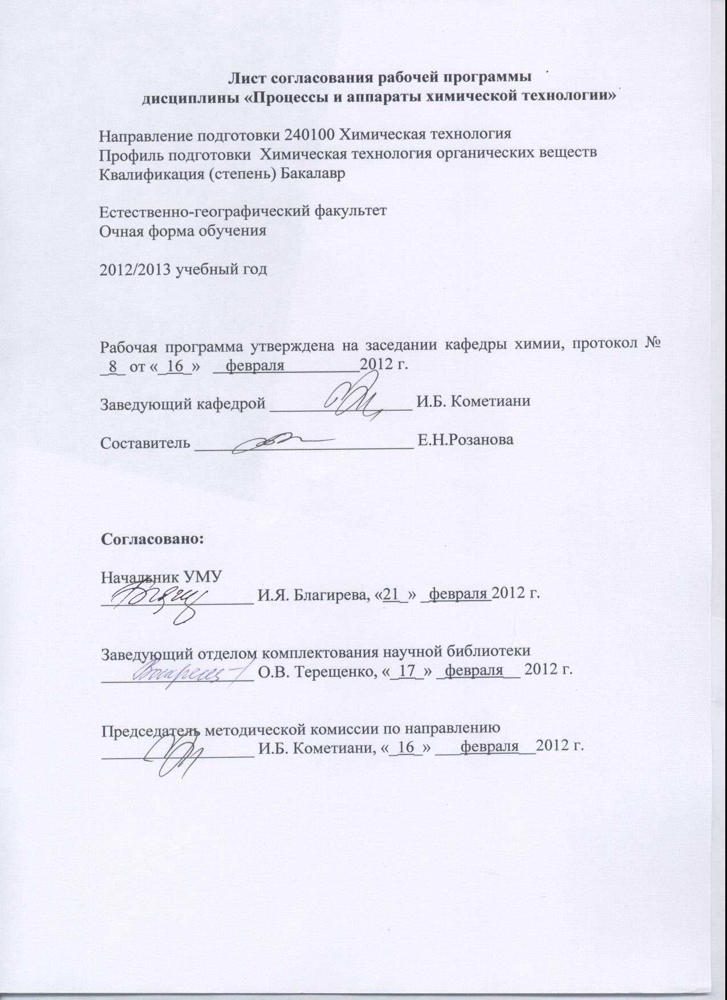 Лист согласования рабочей программы
дисциплины «Процессы и аппараты химической технологии»
Направление подготовки 240100 Химическая технология
Профиль подготовки Химическая технология органических веществ
Квалификация (степень) Бакалавр
Естественно-географический факультет
Очная форма обучения
2012/2013 учебный год
Рабочая программа утверждена на заседании кафедры химии, протокол №
_8_ от «_16_» __февраля__________2012 г.
Заведующий кафедрой __________________ И.Б. Кометиани
Составитель ____________________________ Е.Н.Розанова
Согласовано:
Начальник УМУ
___________________ И.Я. Благирева, «21_» _февраля 2012 г.
Заведующий отделом комплектования научной библиотеки
___________________ О.В. Терещенко, «_17_» _февраля__ 2012 г.
Председатель методической комиссии по направлению
___________________ И.Б. Кометиани, «_16_» ___февраля__2012 г.